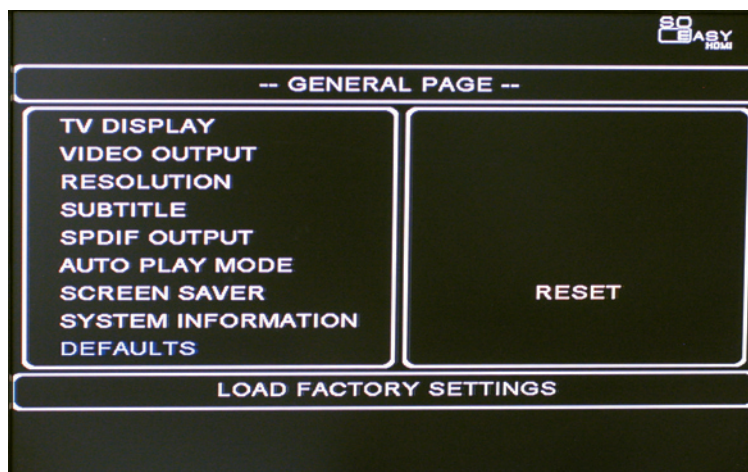 SO
EASY
HDMI
-- GENERAL PAGE --
TV DISPLAY
VIDEO OUTPUT
RESOLUTION
SUBTITLE
SPDIF OUTPUT
AUTO PLAY MODE
SCREEN SAVER
SYSTEM INFORMATION
DEFAULTS
RESET
LOAD FACTORY SETTINGS